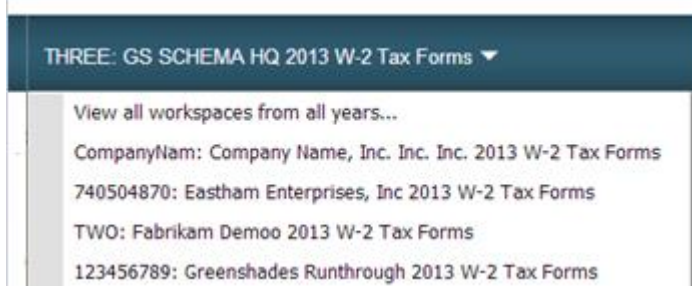 THREE: GS SCHEMA HQ 2013 W-2 Tax Forms
View all workspaces from all years...
CompanyNam: Company Name, Inc. Inc. Inc. 2013 W-2 Tax Forms
740504870: Eastham Enterprises, Inc 2013 W-2 Tax Forms
TWO: Fabrikam Demoo 2013 W-2 Tax Forms
123456789: Greenshades Runthrough 2013 W-2 Tax Forms